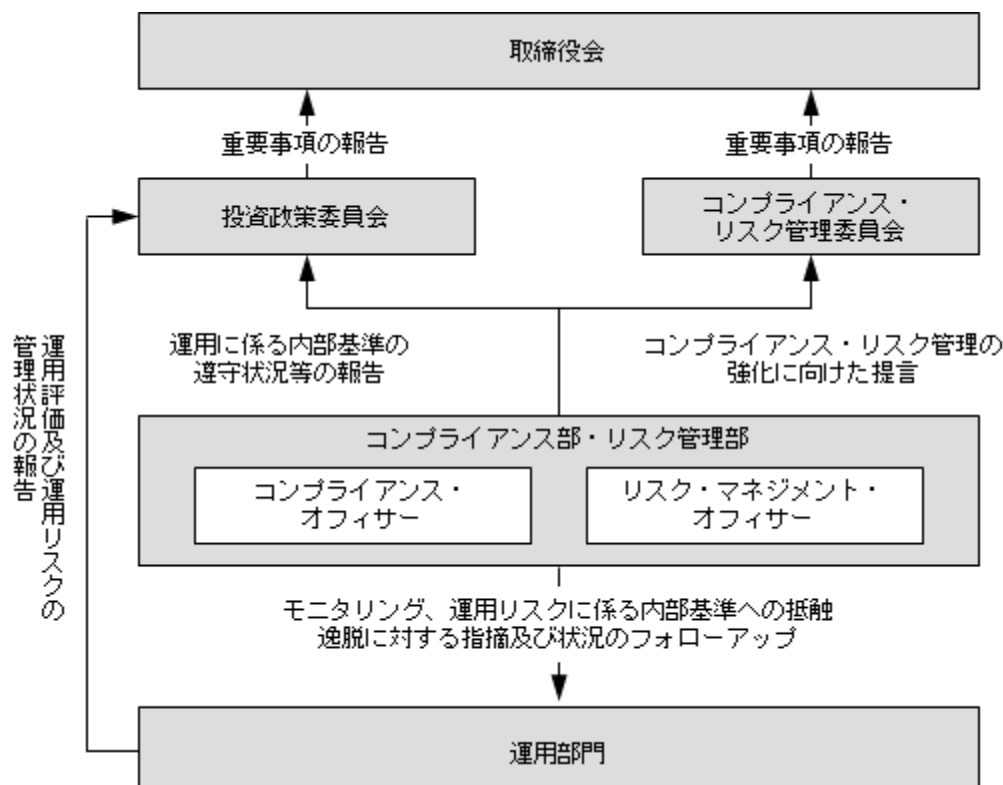 取締役会
重要事項の報告
重要事項の報告
投資政策委員会
コンプライアンス・
リスク管理委員会
運用評価及び運用リスクの
管理状況の報告
運用に係る内部基準の
遵守状況等の報告
コンプライアンス・リスク管理の
強化に向けた提言
コンプライアンス部・リスク管理部
コンプライアンス・
オフィサー
リスク・マネジメント・
オフィサー
モニタリング、運用リスクに係る内部基準への抵触
逸脱に対する指摘及び状況のフォローアップ
運用部門